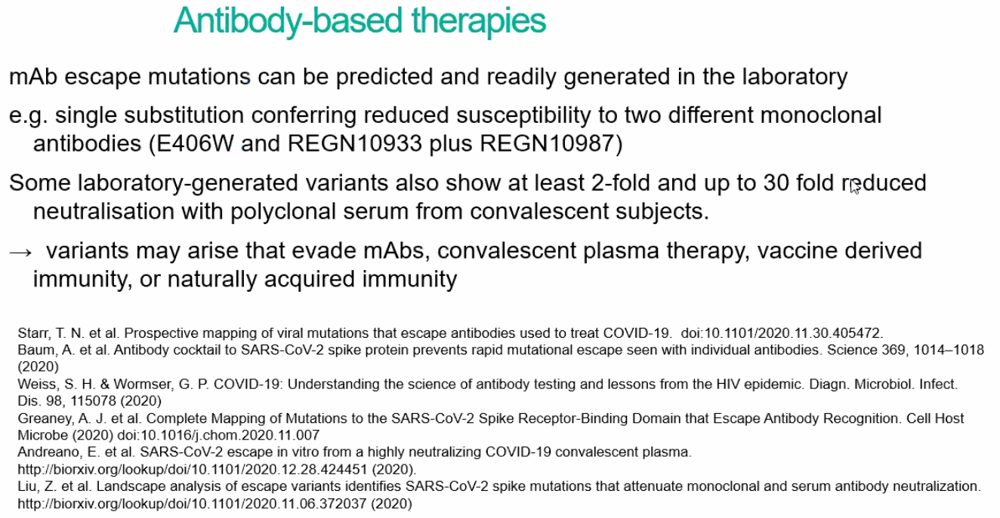 Antibody-based therapies
mAb escape mutations can be predicted and readily generated in the laboratory
e.g. single substitution conferring reduced susceptibility to two different monoclonal
antibodies (E406W and REGN10933 plus REGN10987)
Some laboratory-generated variants also show at least 2-fold and up to 30 fold reduced
neutralisation with polyclonal serum from convalescent subjects.
→ variants may arise that evade mAbs, convalescent plasma therapy, vaccine derived
immunity, or naturally acquired immunity
Starr, T. N. et al. Prospective mapping of viral mutations that escape antibodies used to treat COVID-19. doi:10.1101/2020.11.30.405472.
Baum, A. et al. Antibody cocktail to SARS-CoV-2 spike protein prevents rapid mutational escape seen with individual antibodies. Science 369, 1014–1018
(2020)
Weiss, S. H. & Wormser, G. P. COVID-19: Understanding the science of antibody testing and lessons from the HIV epidemic. Diagn. Microbiol. Infect.
Dis. 98, 115078 (2020)
Greaney, A. J. et al. Complete Mapping of Mutations to the SARS-CoV-2 Spike Receptor-Binding Domain that Escape Antibody Recognition. Cell Host
Microbe (2020) doi:10.1016/j.chom.2020.11.007
Andreano, E. et al. SARS-CoV-2 escape in vitro from a highly neutralizing COVID-19 convalescent plasma.
http://biorxiv.org/lookup/doi/10.1101/2020.12.28.424451 (2020).
Liu, Z. et al. Landscape analysis of escape variants identifies SARS-CoV-2 spike mutations that attenuate monoclonal and serum antibody neutralization.
http://biorxiv.org/lookup/doi/10.1101/2020.11.06.372037 (2020)